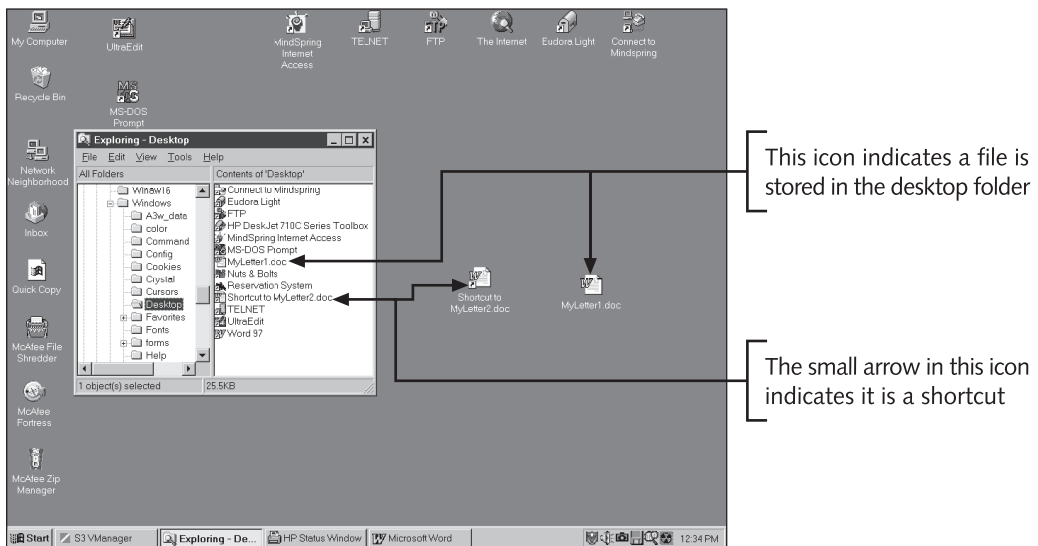 My Computer
UltraEdit
MindSpring
Internet
Access
TELNET
FTP
The Internet
Eudora Light
Connect to
Mindspring
Recycle Bin
MS-DOS
Prompt
Network
Neighborhood
Inbox
Quick Copy
McAfee File
Shredder
McAfee
Fortress
McAfee Zip
Manager
Exploring - Desktop
File Edit View Tools Help
All Folders
Contents of 'Desktop'
Winaw16
Windows
A3w_data
color
Command
Config
Cookies
Crystal
Cursors
Desktop
Favorites
Fonts
forms
Help
Connect to Mindspring
Eudora Light
FTP
HP DeskJet 710C Series Toolbox
MindSpring Internet Access
MS-DOS Prompt
MyLetter1.doc
Nuts & Bolts
Reservation System
Shortcut to MyLetter2.doc
TELNET
UltraEdit
Word 97
1 object(s) selected
25.5KB
Shortcut to
MyLetter2.doc
MyLetter1.doc
This icon indicates a file is
stored in the desktop folder
The small arrow in this icon
indicates it is a shortcut
Start
S3 VManager
Exploring - De...
HP Status Window
Microsoft Word
12:34 PM